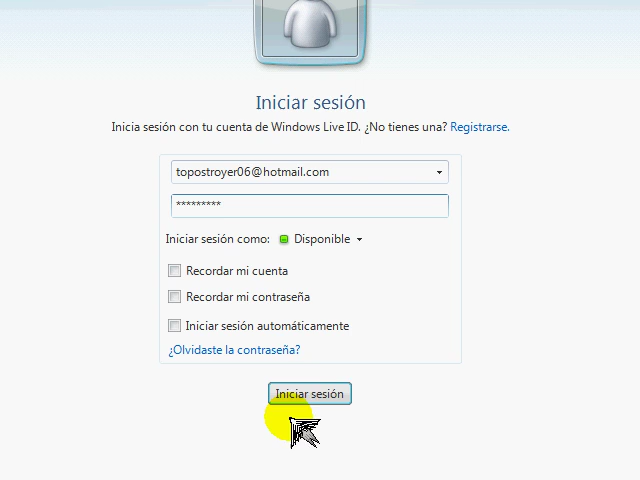 Iniciar sesión
Inicia sesión con tu cuenta de Windows Live ID. ¿No tienes una? Registrarse.
topostroyer06@hotmail.com
*********
Iniciar sesión como: Disponible
Recordar mi cuenta
Recordar mi contraseña
Iniciar sesión automáticamente
¿Olvidaste la contraseña?
Iniciar sesión